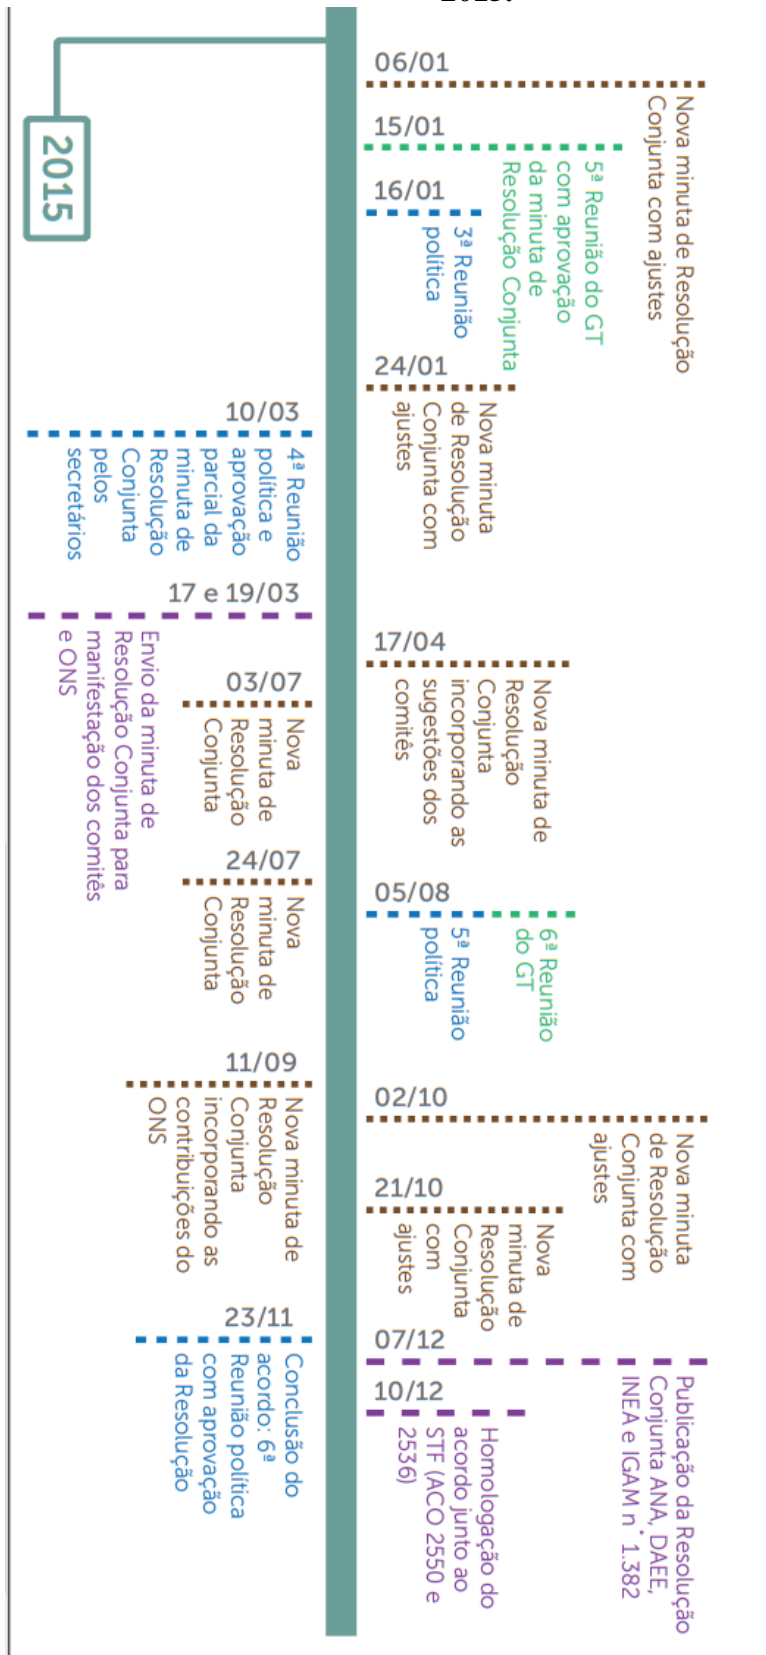 2015.
2015
06/01
Nova minuta de Resolução
Conjunta com ajustes
15/01
5ª Reunião do GT
com aprovação
da minuta de
Resolução Conjunta
16/01
3ª Reunião
política
24/01
Nova minuta
de Resolução
Conjunta com
ajustes
10/03
4ª Reunião
política e
aprovação
parcial da
minuta de
Resolução
Conjunta
pelos
secretários
17 e 19/03
Envio da minuta de
Resolução Conjunta para
manifestação dos comitês
e ONS
17/04
Nova minuta de
Resolução
Conjunta
incorporando as
sugestões dos
comitês
03/07
Nova
minuta de
Resolução
Conjunta
24/07
Nova
minuta de
Resolução
Conjunta
05/08
6ª Reunião
do GT
5ª Reunião
política
11/09
Nova minuta de
Resolução
Conjunta
incorporando as
contribuições do
ONS
02/10
Nova minuta
de Resolução
Conjunta com
ajustes
21/10
Nova
minuta de
Resolução
Conjunta
com
ajustes
23/11
Conclusão do
acordo: 6ª
Reunião política
com aprovação
da Resolução
07/12
Publicação da Resolução
Conjunta ANA, DAEE,
INEA e IGAM n° 1.382
10/12
Homologação do
acordo junto ao
STF (ACO 2550 e
2536)